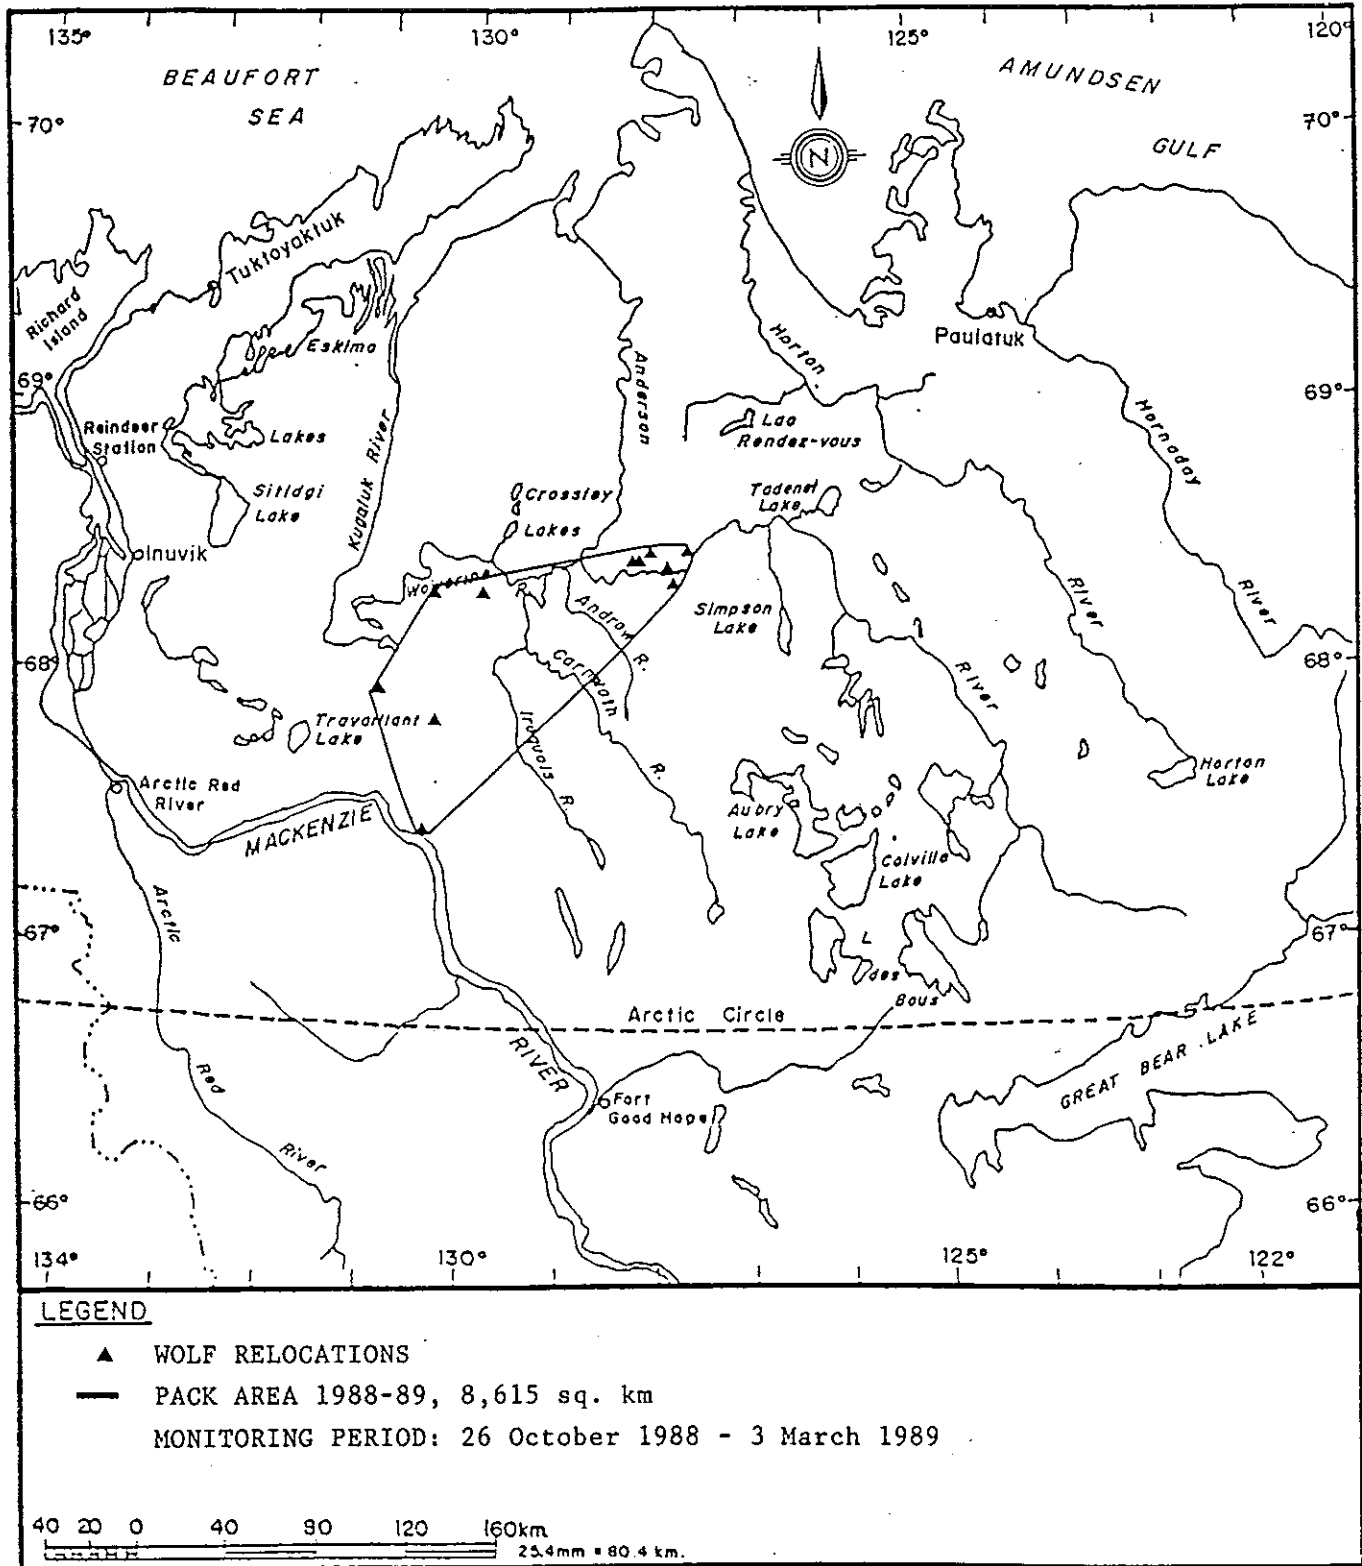 135°
130°
125°
120°
BEAUFORT
SEA
AMUNDSEN
GULF
70°
70°
N
Tuktoyaktuk
Richard
Island
Eskimo
Lakes
Paulatuk
Horton
Anderson
69°
69°
Reindeer
Station
Kugaluk River
Lac
Rendez-vous
Hornaday
Sitidgi
Lake
Crossley
Lakes
Tadenet
Lake
Inuvik
Wolverine
R.
Andrew
R.
Simpson
Lake
River
River
68°
68°
Carnwath
R.
River
Travaillant
Lake
Iroquois
R.
Horton
Lake
Arctic Red
River
MACKENZIE
Aubry
Lake
Colville
Lake
Arctic
67°
67°
L
des
Bous
Arctic Circle
RIVER
GREAT BEAR LAKE
Red
Fort
Good Hope
River
66°
66°
134°
130°
125°
122°
LEGEND
WOLF RELOCATIONS
PACK AREA 1988-89, 8,615 sq. km
MONITORING PERIOD: 26 October 1988 - 3 March 1989
40 20 0 40 80 120 160km
25.4mm = 80.4 km.